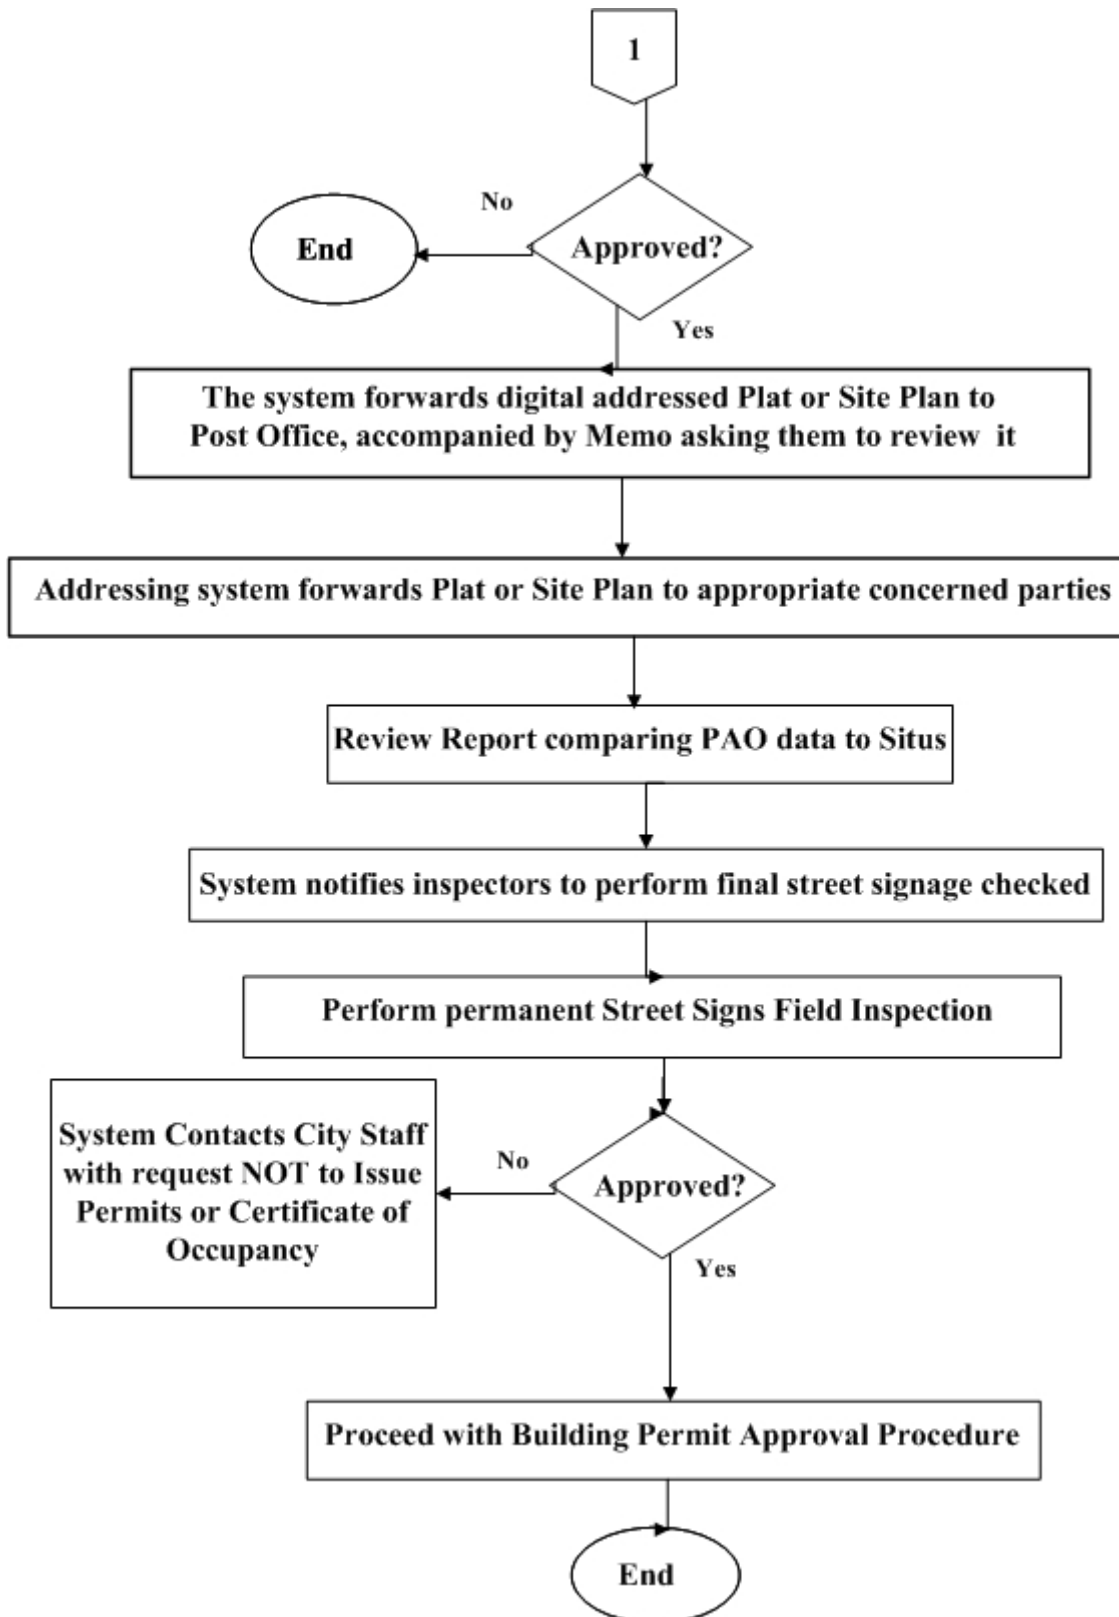 1
No
End
Approved?
Yes
The system forwards digital addressed Plat or Site Plan to
Post Office, accompanied by Memo asking them to review it
Addressing system forwards Plat or Site Plan to appropriate concerned parties
Review Report comparing PAO data to Situs
System notifies inspectors to perform final street signage checked
Perform permanent Street Signs Field Inspection
System Contacts City Staff
with request NOT to Issue
Permits or Certificate of
Occupancy
No
Approved?
Yes
Proceed with Building Permit Approval Procedure
End